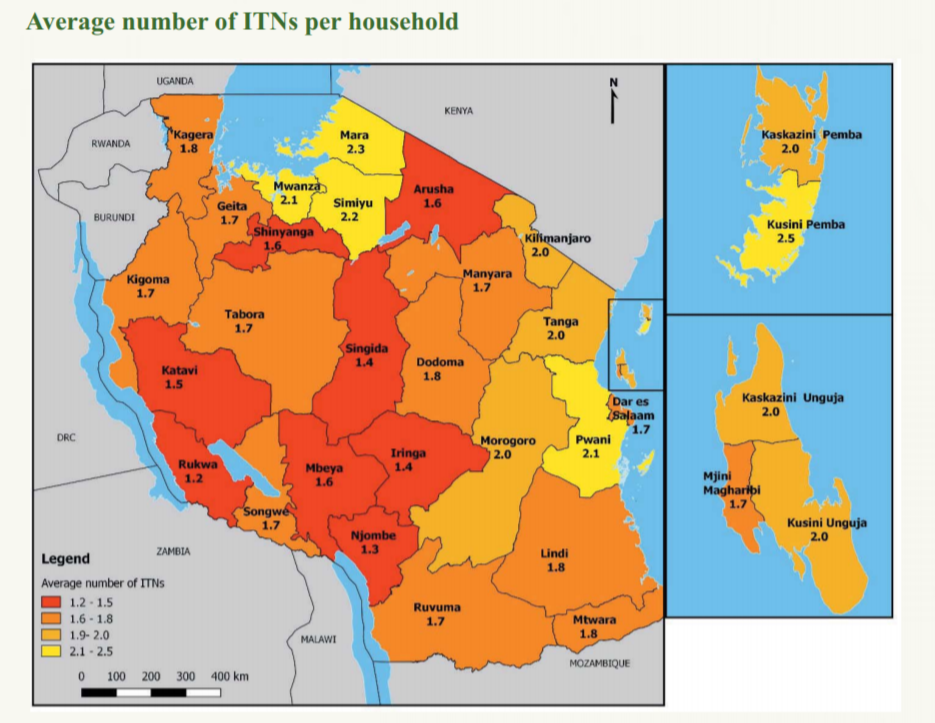 Average number of ITNs per household
UGANDA
N
KENYA
RWANDA
BURUNDI
Kagera
1.8
Mara
2.3
Mwanza
2.1
Simiyu
2.2
Arusha
1.6
Geita
1.7
Shinyanga
1.6
Kilimanjaro
2.0
Kigoma
1.7
Manyara
1.7
Tabora
1.7
Tanga
2.0
Singida
1.4
Dodoma
1.8
Katavi
1.5
Dar es
Salaam
1.7
DRC
Rukwa
1.2
Mbeya
1.6
Iringa
1.4
Morogoro
2.0
Pwani
2.1
Songwe
1.7
Njombe
1.3
Lindi
1.8
ZAMBIA
Ruvuma
1.7
Mtwara
1.8
MALAWI
MOZAMBIQUE
Legend
Average number of ITNs
1.2 - 1.5
1.6 - 1.8
1.9- 2.0
2.1 - 2.5
0 100 200 300 400 km
Kaskazini Pemba
2.0
Kusini Pemba
2.5
Kaskazini Unguja
2.0
Mjini
Magharibi
1.7
Kusini Unguja
2.0